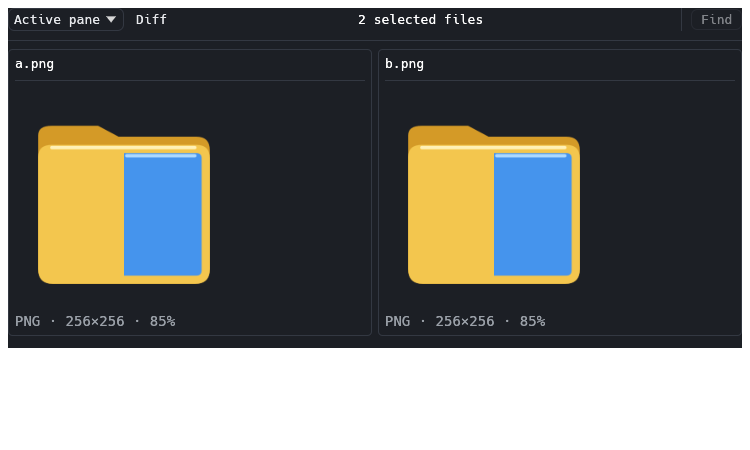 Active pane Diff 2 selected files Find
a.png
PNG · 256×256 · 85%
b.png
PNG · 256×256 · 85%